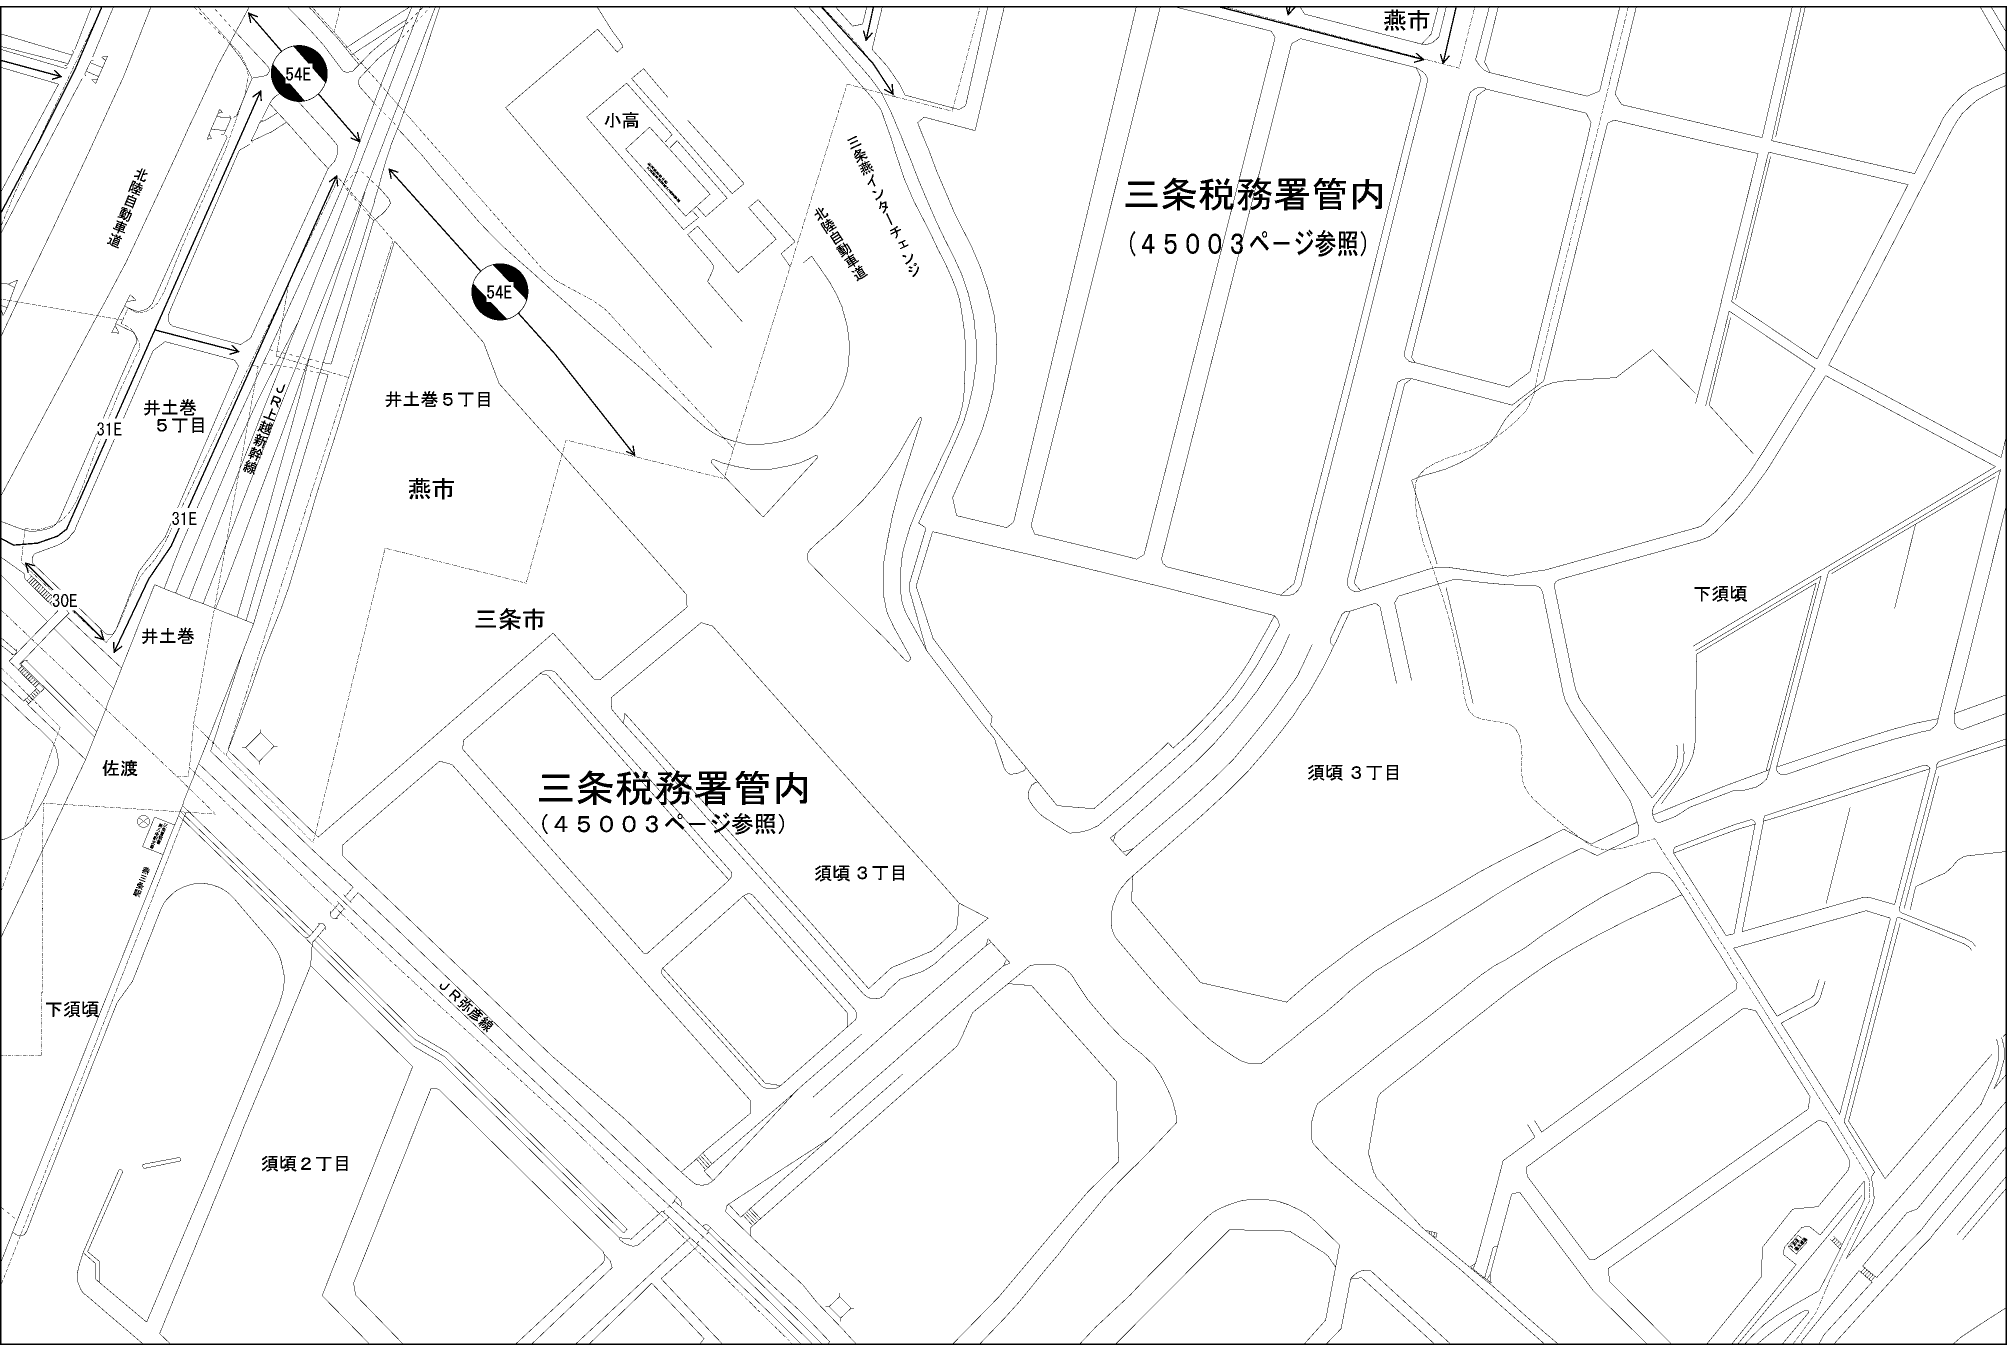 燕市
54E
小高
北陸自動車道
三条燕インターチェンジ
北陸自動車道
三条税務署管内
（４５００３ページ参照）
54E
井土巻
５丁目
31E
JR上越新幹線
井土巻５丁目
燕市
31E
30E
井土巻
三条市
下須頃
佐渡
三条税務署管内
（４５００３ページ参照）
須頃３丁目
須頃３丁目
燕三条駅
下須頃
ＪＲ弥彦線
須頃２丁目